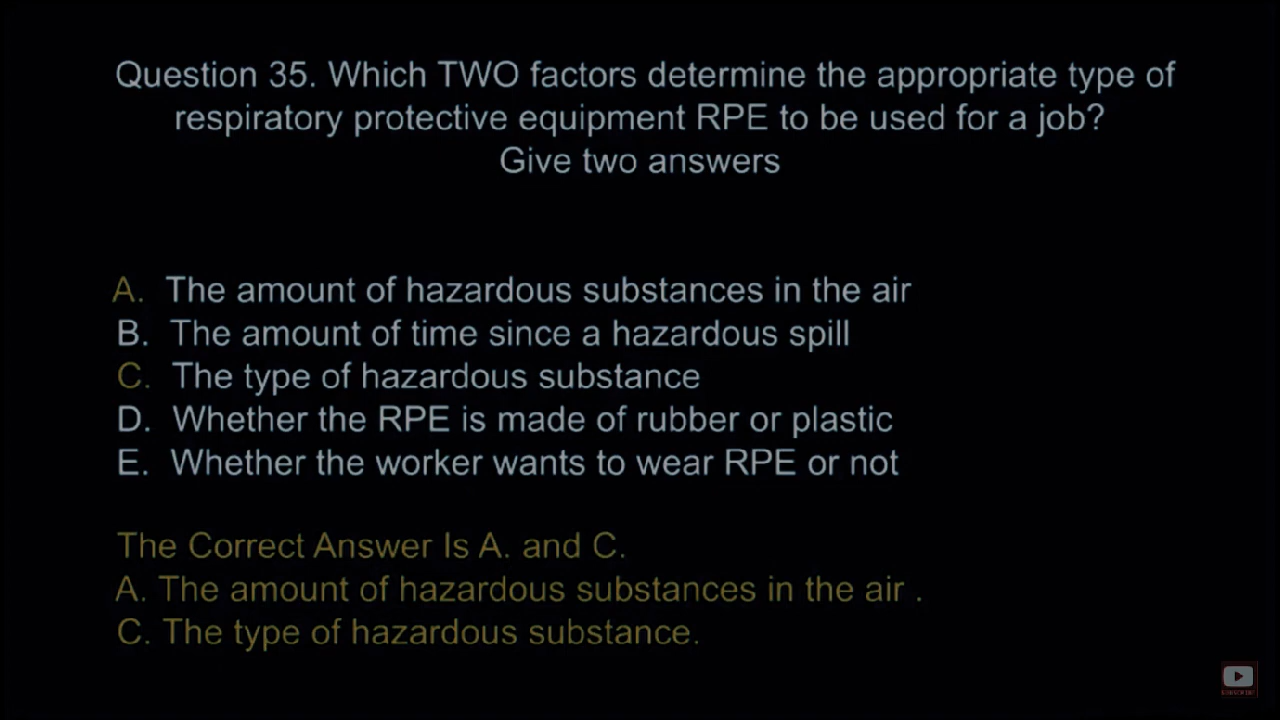 Question 35. Which TWO factors determine the appropriate type of
respiratory protective equipment RPE to be used for a job?
Give two answers
A. The amount of hazardous substances in the air
B. The amount of time since a hazardous spill
C. The type of hazardous substance
D. Whether the RPE is made of rubber or plastic
E. Whether the worker wants to wear RPE or not
The Correct Answer Is A. and C.
A. The amount of hazardous substances in the air .
C. The type of hazardous substance.